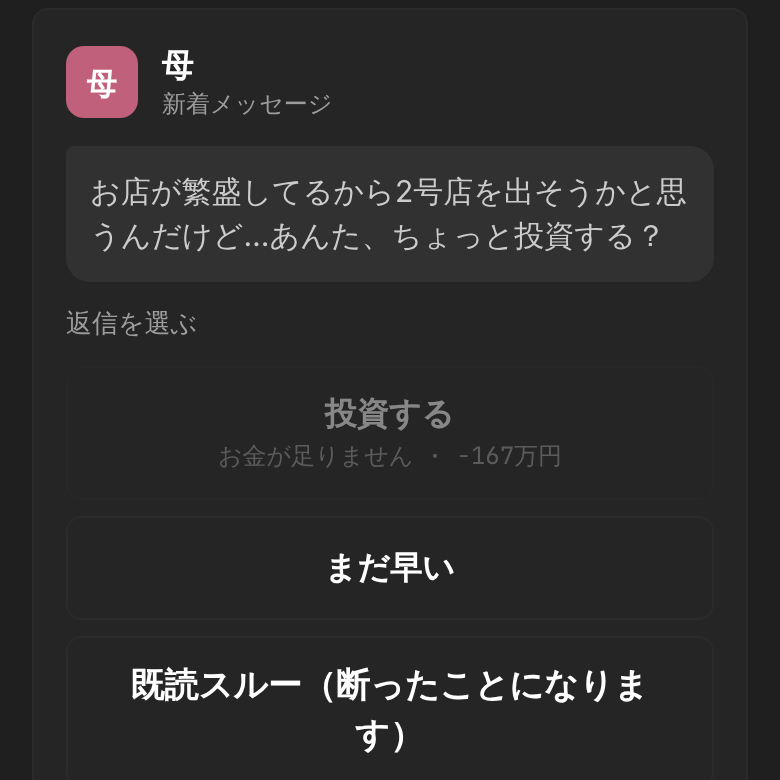 母
母
新着メッセージ
お店が繁盛してるから2号店を出そうかと思
うんだけど…あんた、ちょっと投資する？
返信を選ぶ
投資する
お金が足りません ・ -167万円
まだ早い
既読スルー（断ったことになりま
す）